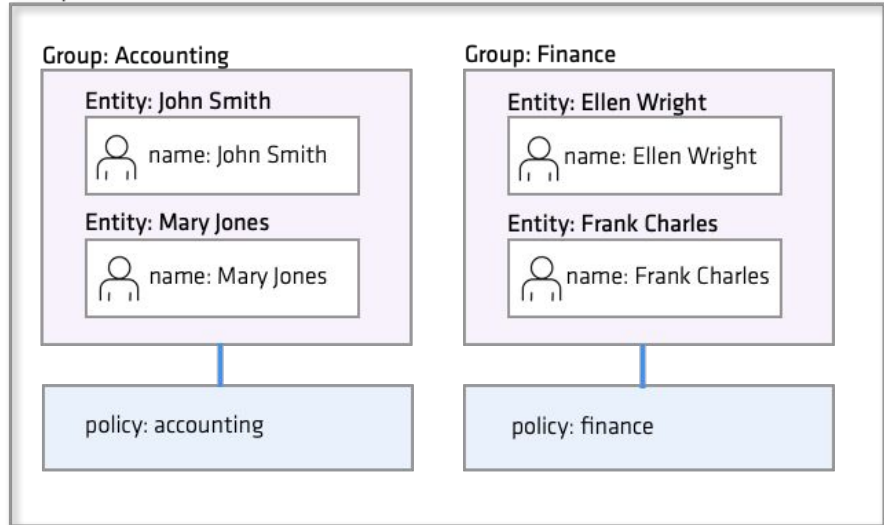 Group: Accounting
Entity: John Smith
name: John Smith
Entity: Mary Jones
name: Mary Jones
policy: accounting
Group: Finance
Entity: Ellen Wright
name: Ellen Wright
Entity: Frank Charles
name: Frank Charles
policy: finance